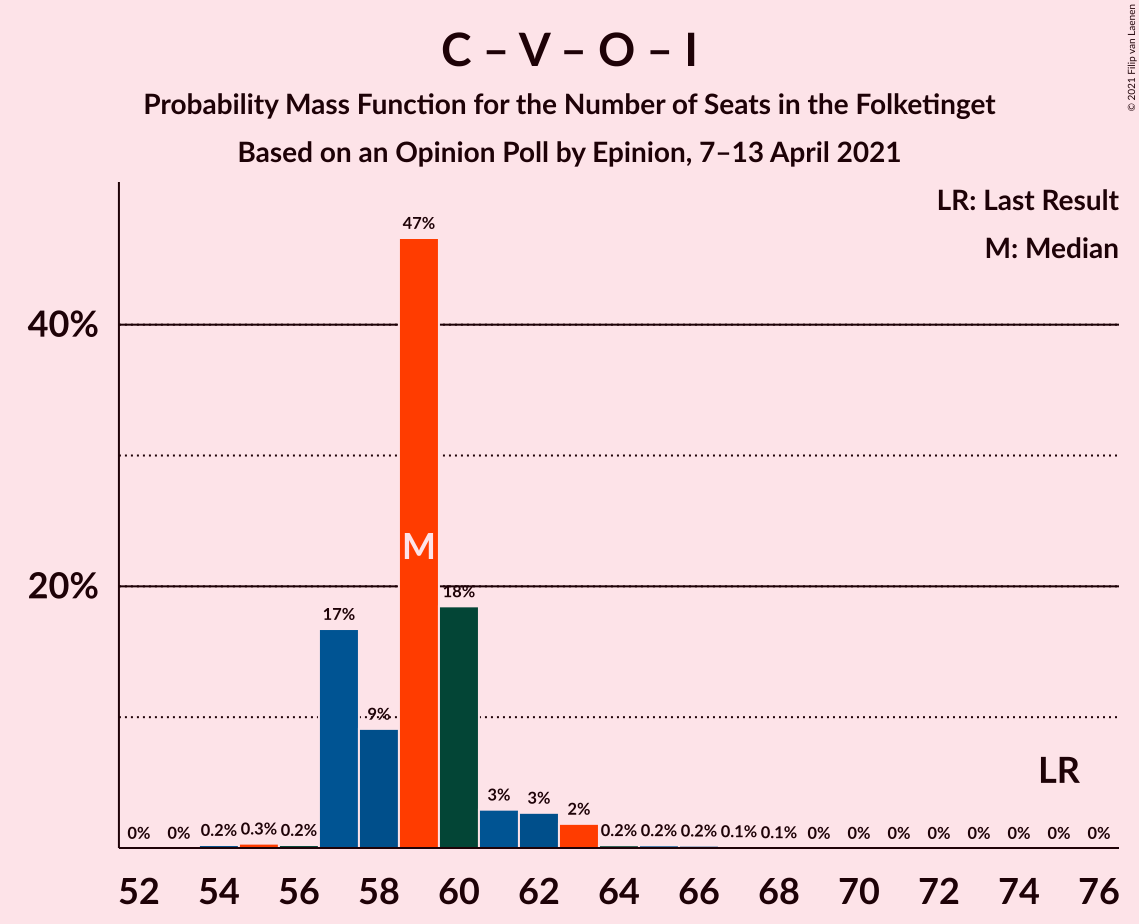 C – V – O – I
Probability Mass Function for the Number of Seats in the Folketinget
Based on an Opinion Poll by Epinion, 7–13 April 2021
© 2021 Filip van Laenen
LR: Last Result
M: Median
47%
40%
M
20%
18%
17%
9%
LR
0% 0% 0.2% 0.3% 0.2% 3% 3% 2% 0.2% 0.2% 0.2% 0.1% 0.1% 0% 0% 0% 0% 0% 0% 0% 0%
52 54 56 58 60 62 64 66 68 70 72 74 76